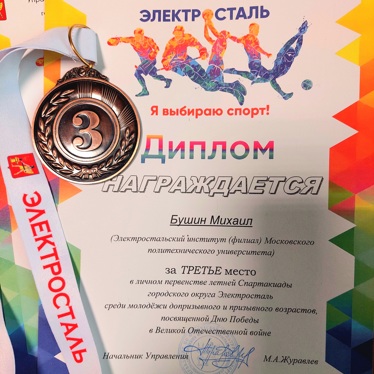 ЭЛЕКТРОСТАЛЬ
Я выбираю спорт!
Диплом
НАГРАЖДАЕТСЯ
Бушин Михаил
(Электростальский институт (филиал) Московского
политехнического университета)
за ТРЕТЬЕ место
в личном первенстве летней Спартакиады
городского округа Электросталь
среди молодёжи допризывного и призывного возрастов,
посвященной Дню Победы
в Великой Отечественной войне
Начальник Управления
М.А.Журавлев
3
ЭЛЕКТРОСТАЛЬ